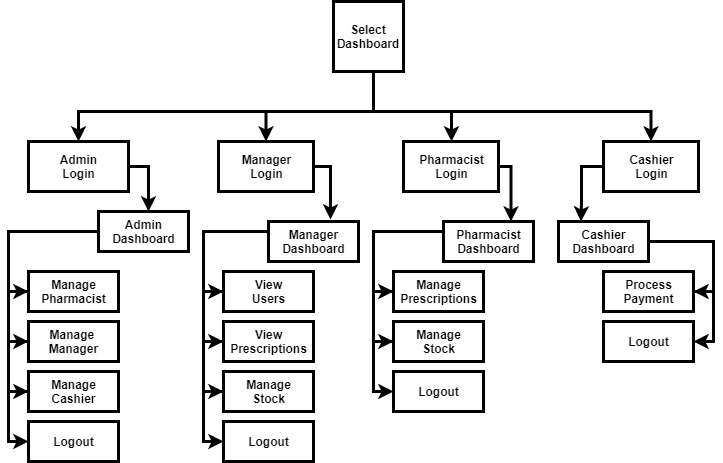 Select
Dashboard
Admin
Login
Manager
Login
Pharmacist
Login
Cashier
Login
Admin
Dashboard
Manager
Dashboard
Pharmacist
Dashboard
Cashier
Dashboard
Manage
Pharmacist
Manage
Manager
Manage
Cashier
Logout
View
Users
View
Prescriptions
Manage
Stock
Logout
Manage
Prescriptions
Manage
Stock
Logout
Process
Payment
Logout